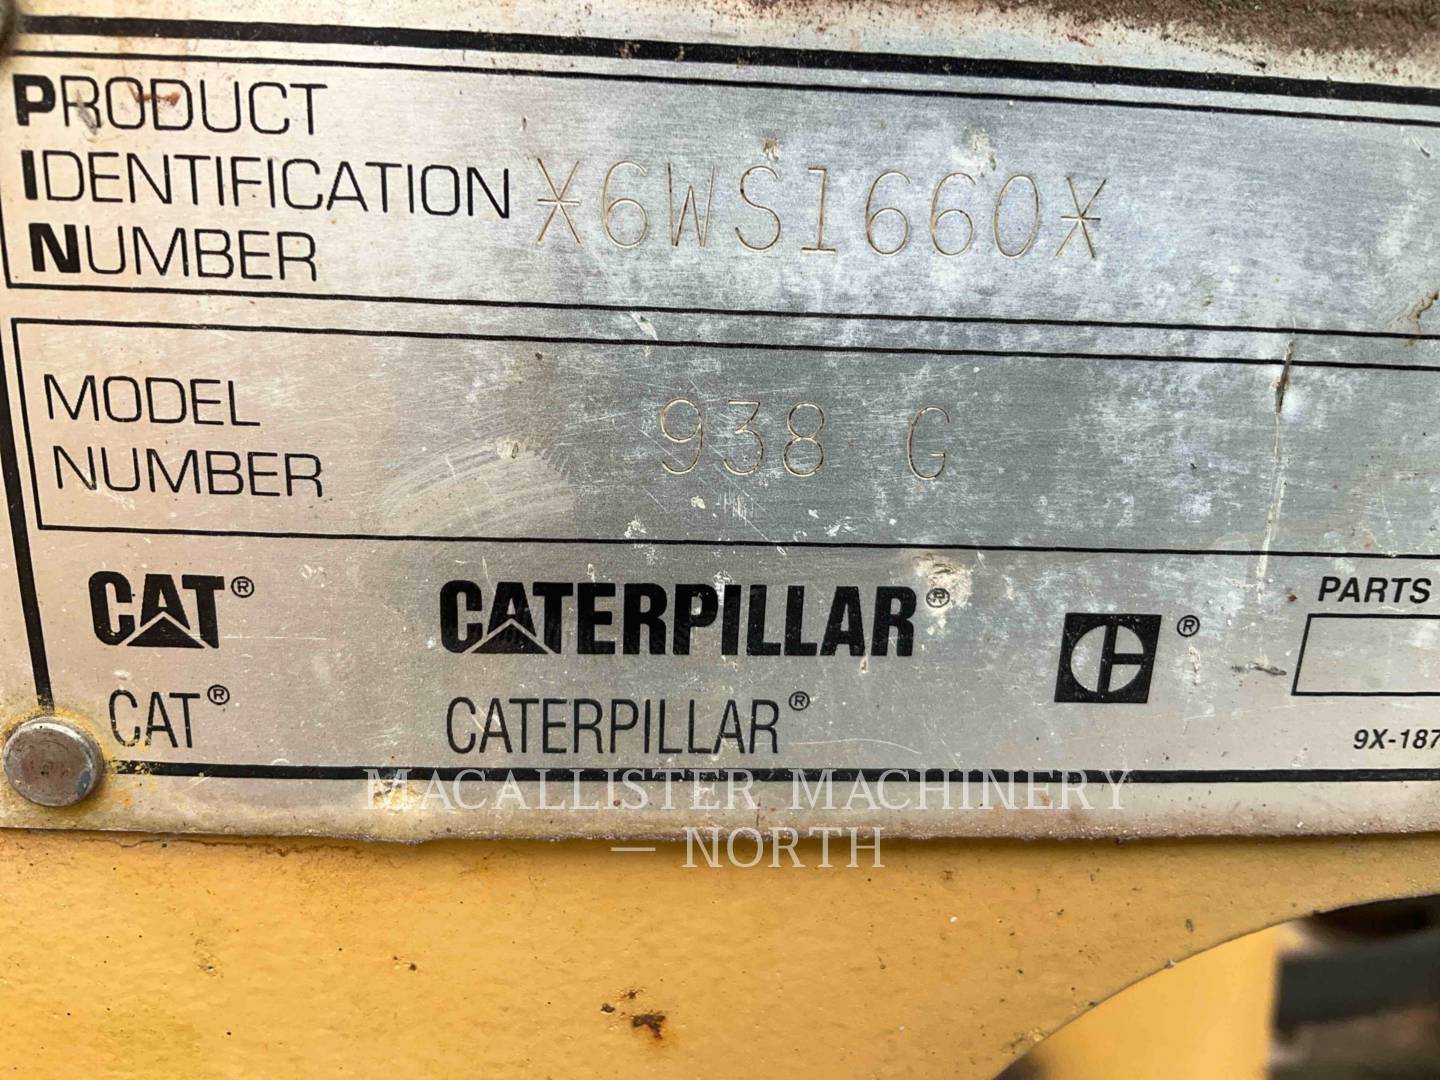 PRODUCT
IDENTIFICATION
NUMBER
*6WS1660*
MODEL
NUMBER
938 G
CAT®
CATERPILLAR®
®
PARTS
CAT®
CATERPILLAR®
9X-187
MACALLISTER MACHINERY
— NORTH